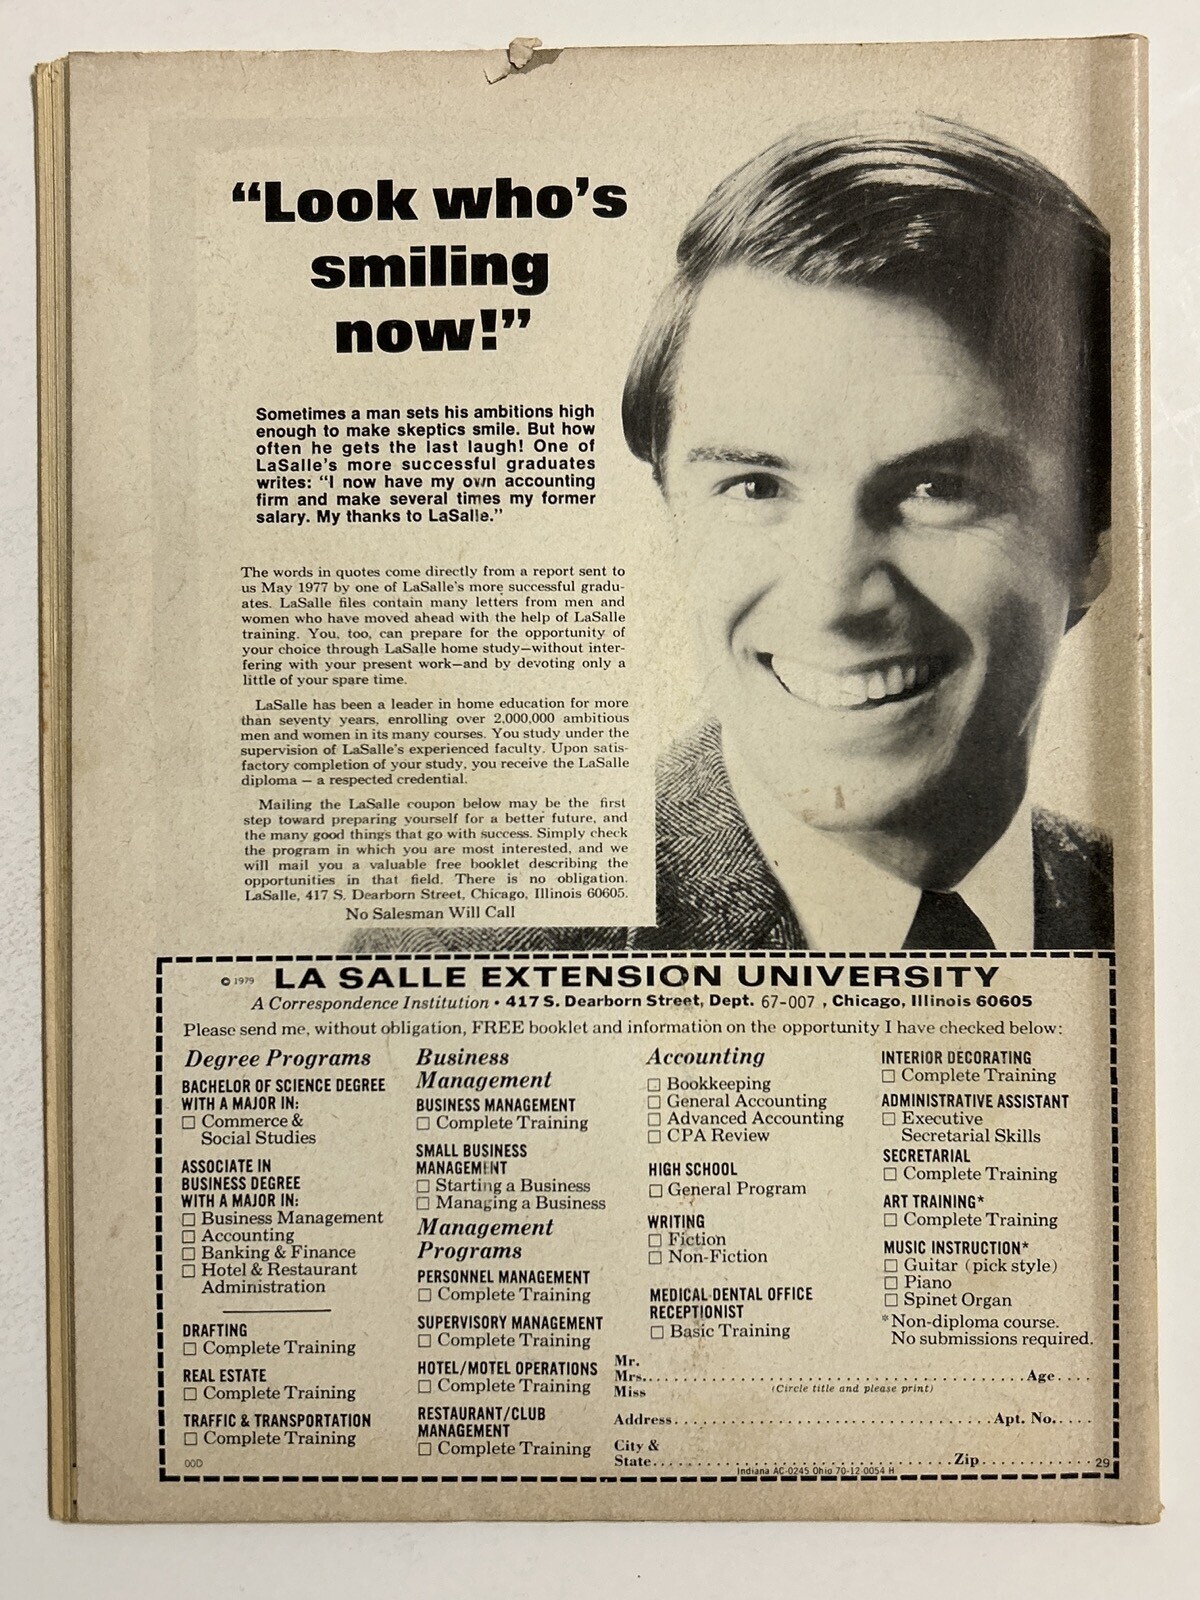 “Look who’s
smiling
now!”
Sometimes a man sets his ambitions high
enough to make skeptics smile. But how
often he gets the last laugh! One of
LaSalle’s more successful graduates
writes: “I now have my own accounting
firm and make several times my former
salary. My thanks to LaSalle.”
The words in quotes come directly from a report sent to
us May 1977 by one of LaSalle’s more successful gradu-
ates. LaSalle files contain many letters from men and
women who have moved ahead with the help of LaSalle
training. You, too, can prepare for the opportunity of
your choice through LaSalle home study—without inter-
fering with your present work—and by devoting only a
little of your spare time.
LaSalle has been a leader in home education for more
than seventy years, enrolling over 2,000,000 ambitious
men and women in its many courses. You study under the
supervision of LaSalle’s experienced faculty. Upon satis-
factory completion of your study, you receive the LaSalle
diploma — a respected credential.
Mailing the LaSalle coupon below may be the first
step toward preparing yourself for a better future, and
the many good things that go with success. Simply check
the program in which you are most interested, and we
will mail you a valuable free booklet describing the
opportunities in that field. There is no obligation.
LaSalle, 417 S. Dearborn Street, Chicago, Illinois 60605.
No Salesman Will Call
© 1979 LA SALLE EXTENSION UNIVERSITY
A Correspondence Institution • 417 S. Dearborn Street, Dept. 67-007 , Chicago, Illinois 60605
Please send me, without obligation, FREE booklet and information on the opportunity I have checked below:
Degree Programs
BACHELOR OF SCIENCE DEGREE
WITH A MAJOR IN:
□ Commerce &
Social Studies
ASSOCIATE IN
BUSINESS DEGREE
WITH A MAJOR IN:
□ Business Management
□ Accounting
□ Banking & Finance
□ Hotel & Restaurant
Administration
DRAFTING
□ Complete Training
REAL ESTATE
□ Complete Training
TRAFFIC & TRANSPORTATION
□ Complete Training
00D
Business
Management
BUSINESS MANAGEMENT
□ Complete Training
SMALL BUSINESS
MANAGEMENT
□ Starting a Business
□ Managing a Business
Management
Programs
PERSONNEL MANAGEMENT
□ Complete Training
SUPERVISORY MANAGEMENT
□ Complete Training
HOTEL/MOTEL OPERATIONS
□ Complete Training
RESTAURANT/CLUB
MANAGEMENT
□ Complete Training
Accounting
□ Bookkeeping
□ General Accounting
□ Advanced Accounting
□ CPA Review
HIGH SCHOOL
□ General Program
WRITING
□ Fiction
□ Non-Fiction
MEDICAL-DENTAL OFFICE
RECEPTIONIST
□ Basic Training
INTERIOR DECORATING
□ Complete Training
ADMINISTRATIVE ASSISTANT
□ Executive
Secretarial Skills
SECRETARIAL
□ Complete Training
ART TRAINING*
□ Complete Training
MUSIC INSTRUCTION*
□ Guitar (pick style)
□ Piano
□ Spinet Organ
*Non-diploma course.
No submissions required.
Mr.
Mrs. Age
Miss (Circle title and please print)
Address Apt. No.
City &
State Zip
Indiana AC-0245 Ohio 70-12-0054 H
29